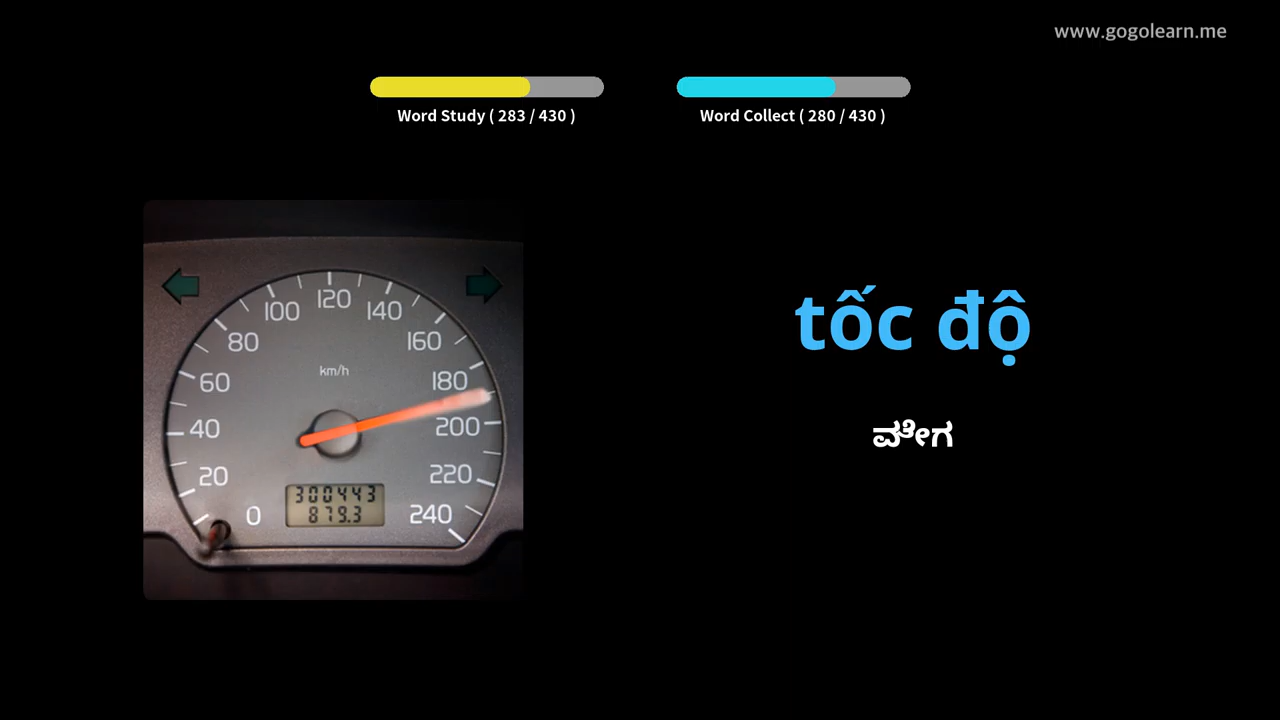 www.gogolearn.me
Word Study ( 283 / 430 )
Word Collect ( 280 / 430 )
100
120
140
80
160
km/h
60
180
40
200
20
220
300443
0
879.3
240
tốc độ
ವೇಗ